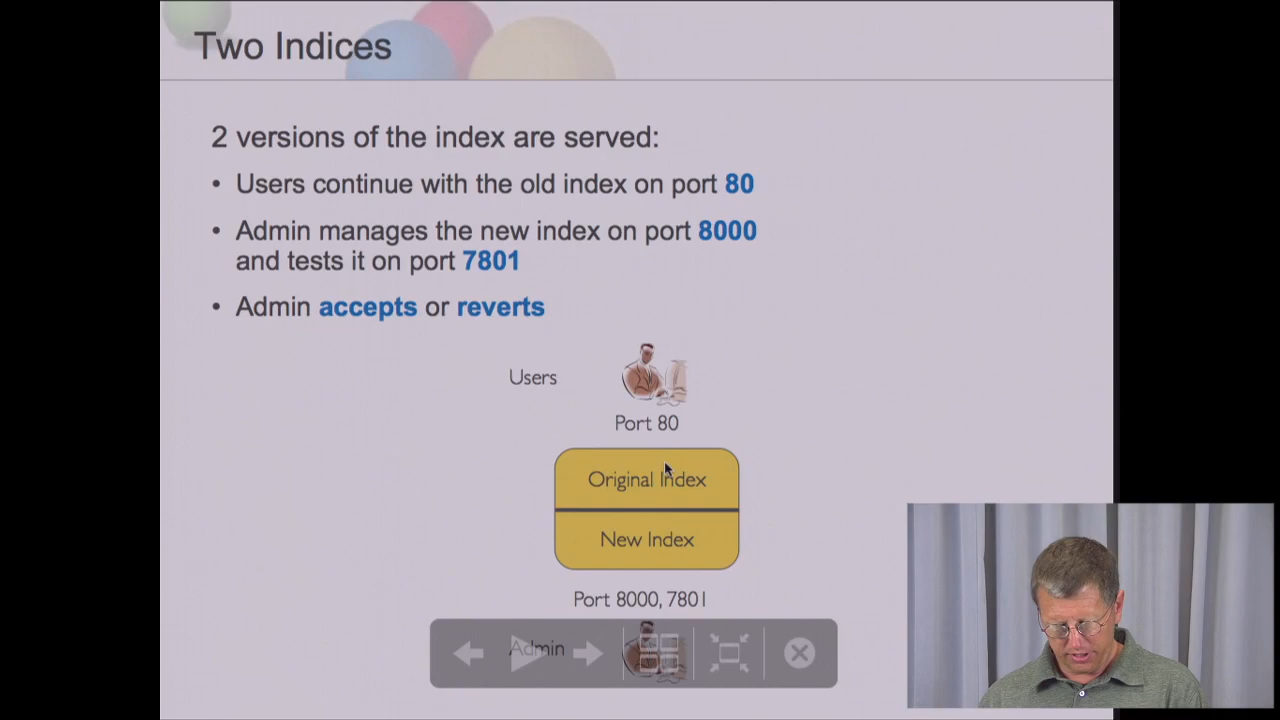 Two Indices
2 versions of the index are served:
• Users continue with the old index on port 80
• Admin manages the new index on port 8000
and tests it on port 7801
• Admin accepts or reverts
Users
Port 80
Original Index
New Index
Port 8000, 7801
Admin